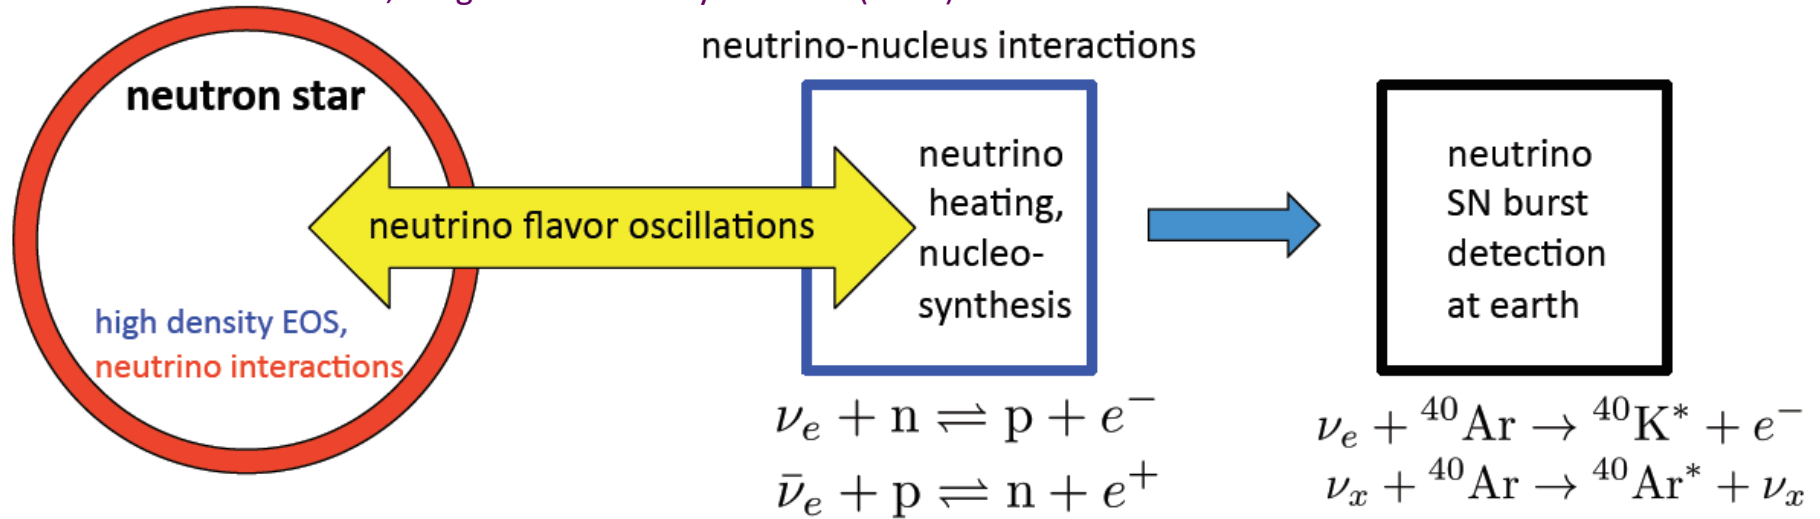 neutrino-nucleus interactions
neutron star
neutrino flavor oscillations
high density EOS,
neutrino interactions
neutrino
heating,
nucleo-
synthesis
neutrino
SN burst
detection
at earth
νₑ + n ⇌ p + e⁻
ν̄ₑ + p ⇌ n + e⁺
νₑ + ⁴⁰Ar → ⁴⁰K* + e⁻
νₓ + ⁴⁰Ar → ⁴⁰Ar* + νₓ